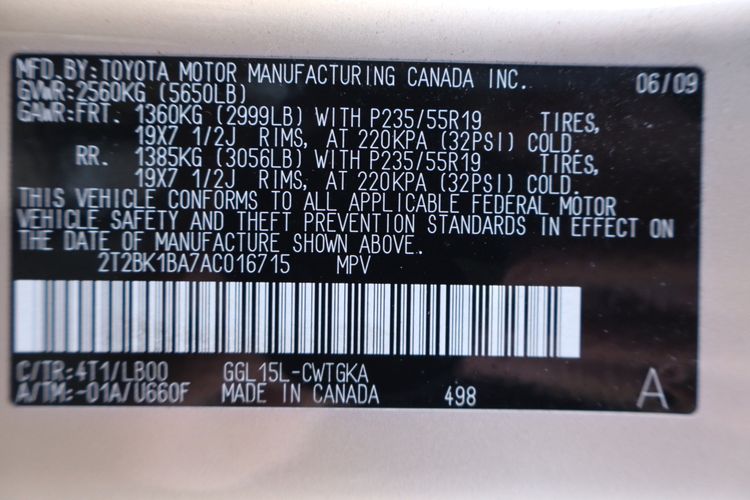 MFD.BY:TOYOTA MOTOR MANUFACTURING CANADA INC. 06/09
GVWR:2560KG (5650LB)
GAWR:FRT. 1360KG (2999LB) WITH P235/55R19 TIRES,
19X7 1/2J RIMS, AT 220KPA (32PSI) COLD.
RR. 1385KG (3056LB) WITH P235/55R19 TIRES,
19X7 1/2J RIMS, AT 220KPA (32PSI) COLD.
THIS VEHICLE CONFORMS TO ALL APPLICABLE FEDERAL MOTOR
VEHICLE SAFETY AND THEFT PREVENTION STANDARDS IN EFFECT ON
THE DATE OF MANUFACTURE SHOWN ABOVE.
2T2BK1BA7AC016715 MPV
C/TR:4T1/LB00 GGL15L-CWTGKA
A/TM:-01A/U660F MADE IN CANADA 498 A